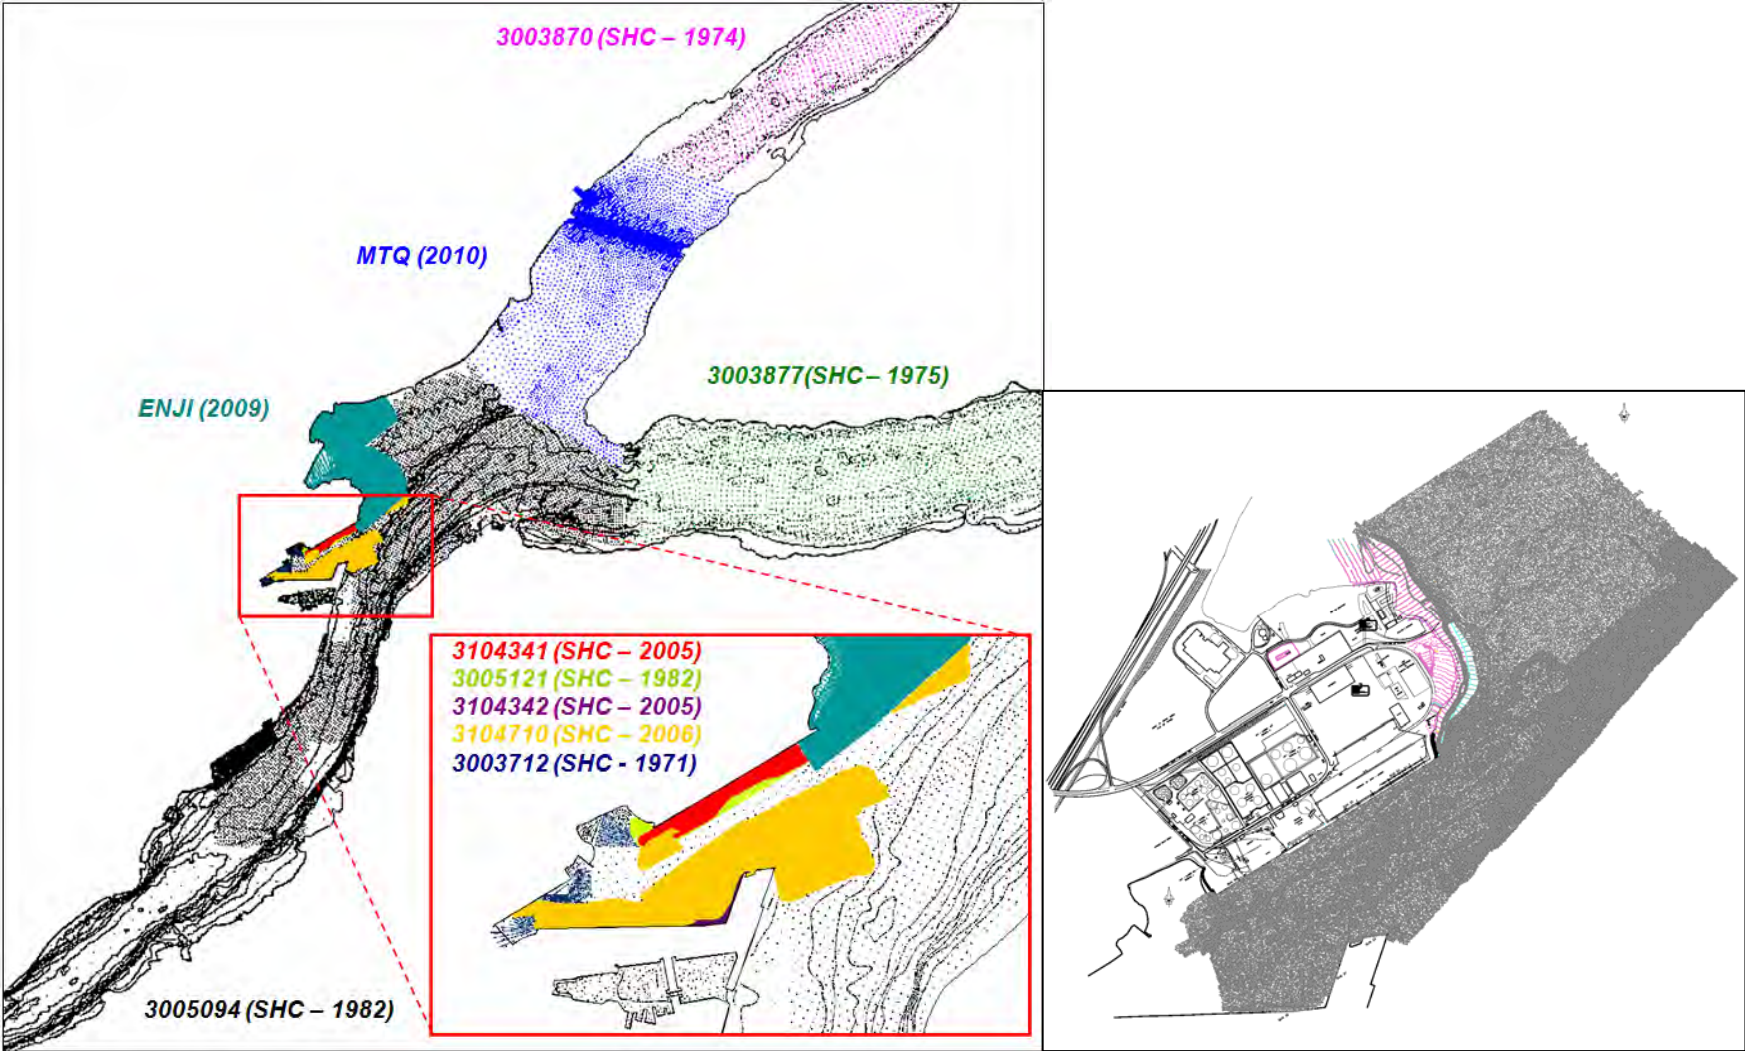 3003870 (SHC – 1974)
MTQ (2010)
3003877(SHC– 1975)
ENJI (2009)
3104341 (SHC – 2005)
3005121 (SHC – 1982)
3104342 (SHC – 2005)
3104710 (SHC – 2006)
3003712 (SHC - 1971)
3005094 (SHC – 1982)